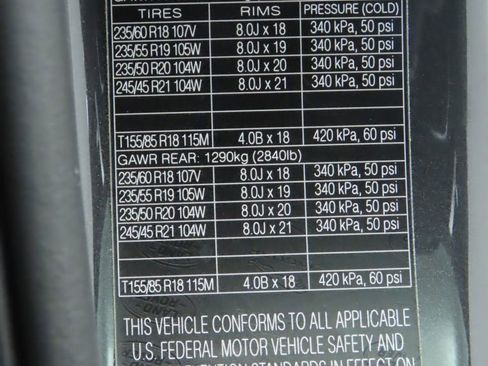 TIRES RIMS PRESSURE (COLD)
235/60 R18 107V 8.0J x 18 340 kPa, 50 psi
235/55 R19 105W 8.0J x 19 340 kPa, 50 psi
235/50 R20 104W 8.0J x 20 340 kPa, 50 psi
245/45 R21 104W 8.0J x 21 340 kPa, 50 psi
T155/85 R18 115M 4.0B x 18 420 kPa, 60 psi
GAWR REAR: 1290kg (2840lb)
235/60 R18 107V 8.0J x 18 340 kPa, 50 psi
235/55 R19 105W 8.0J x 19 340 kPa, 50 psi
235/50 R20 104W 8.0J x 20 340 kPa, 50 psi
245/45 R21 104W 8.0J x 21 340 kPa, 50 psi
T155/85 R18 115M 4.0B x 18 420 kPa, 60 psi
THIS VEHICLE CONFORMS TO ALL APPLICABLE
U.S. FEDERAL MOTOR VEHICLE SAFETY AND
STANDARDS IN EFFECT ON